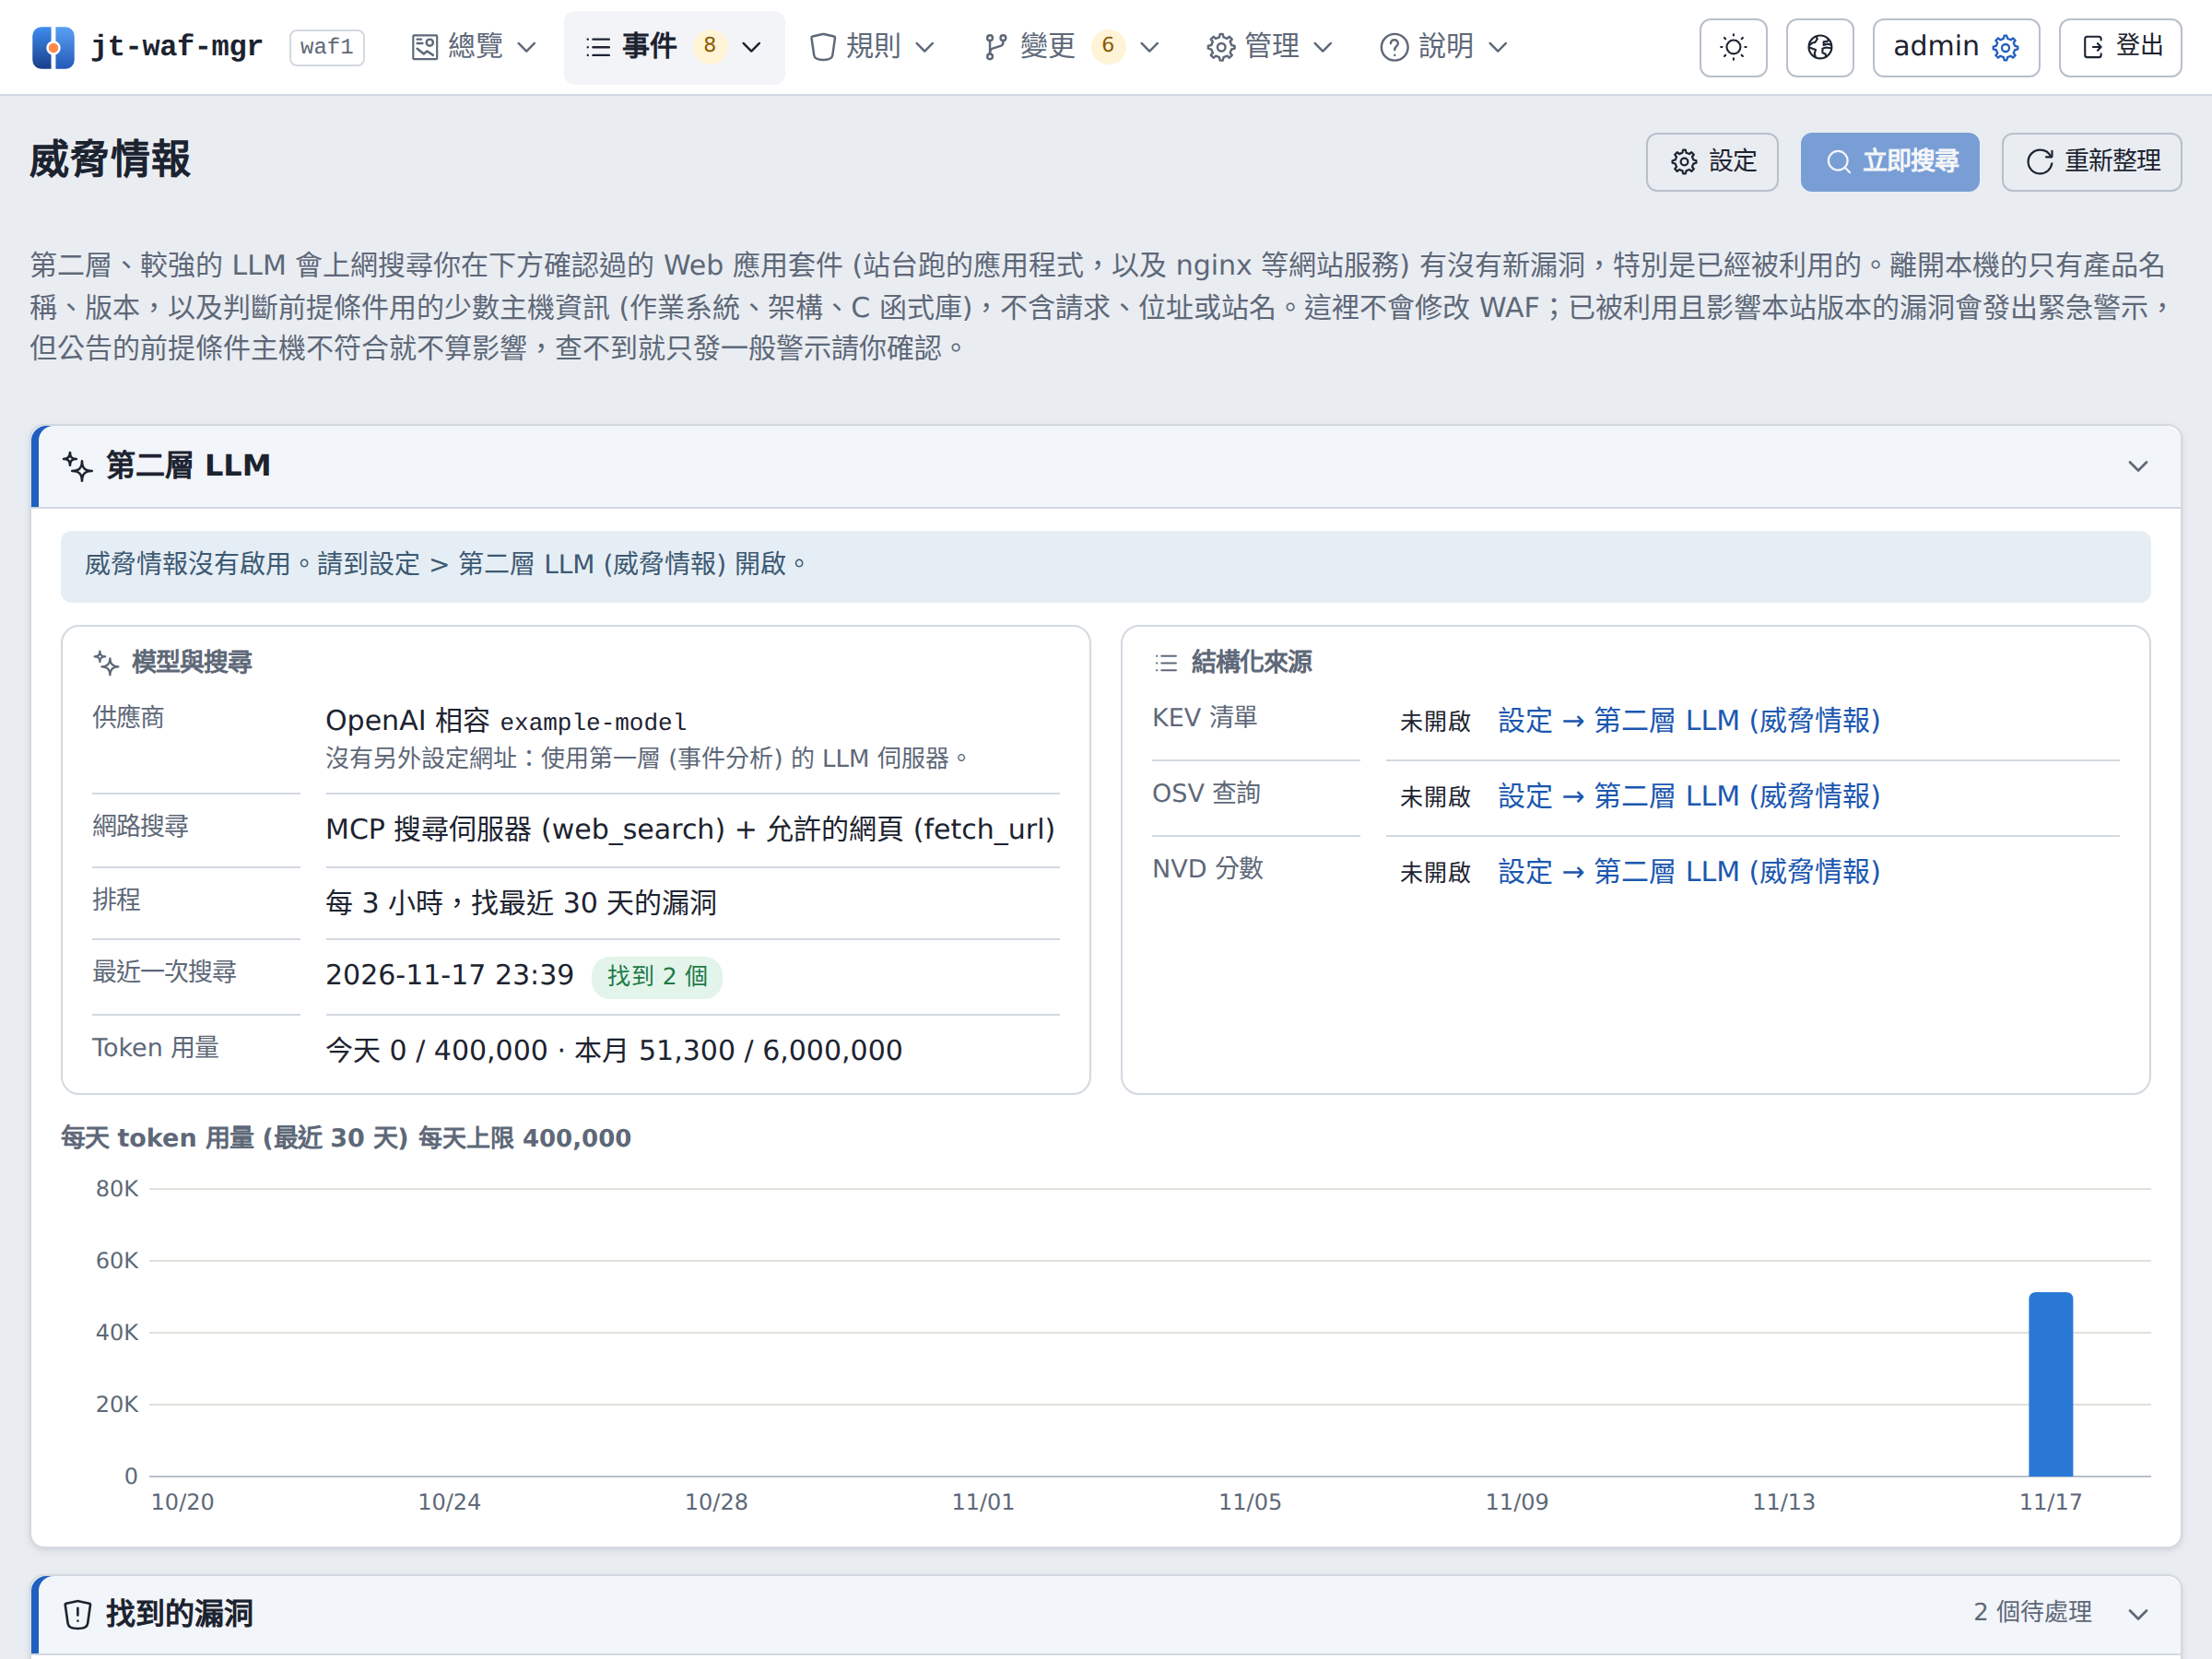 jt-waf-mgr waf1 總覽 事件 8 規則 變更 6 管理 說明 admin 登出
威脅情報 設定 立即搜尋 重新整理
第二層、較強的 LLM 會上網搜尋你在下方確認過的 Web 應用套件 (站台跑的應用程式，以及 nginx 等網站服務) 有沒有新漏洞，特別是已經被利用的。離開本機的只有產品名
稱、版本，以及判斷前提條件用的少數主機資訊 (作業系統、架構、C 函式庫)，不含請求、位址或站名。這裡不會修改 WAF；已被利用且影響本站版本的漏洞會發出緊急警示，
但公告的前提條件主機不符合就不算影響，查不到就只發一般警示請你確認。
第二層 LLM
威脅情報沒有啟用。請到設定 > 第二層 LLM (威脅情報) 開啟。
模型與搜尋
供應商 OpenAI 相容 example-model
沒有另外設定網址：使用第一層 (事件分析) 的 LLM 伺服器。
網路搜尋 MCP 搜尋伺服器 (web_search) + 允許的網頁 (fetch_url)
排程 每 3 小時，找最近 30 天的漏洞
最近一次搜尋 2026-11-17 23:39 找到 2 個
Token 用量 今天 0 / 400,000 · 本月 51,300 / 6,000,000
結構化來源
KEV 清單 未開啟 設定 → 第二層 LLM (威脅情報)
OSV 查詢 未開啟 設定 → 第二層 LLM (威脅情報)
NVD 分數 未開啟 設定 → 第二層 LLM (威脅情報)
每天 token 用量 (最近 30 天) 每天上限 400,000
80K
60K
40K
20K
0
10/20 10/24 10/28 11/01 11/05 11/09 11/13 11/17
找到的漏洞 2 個待處理